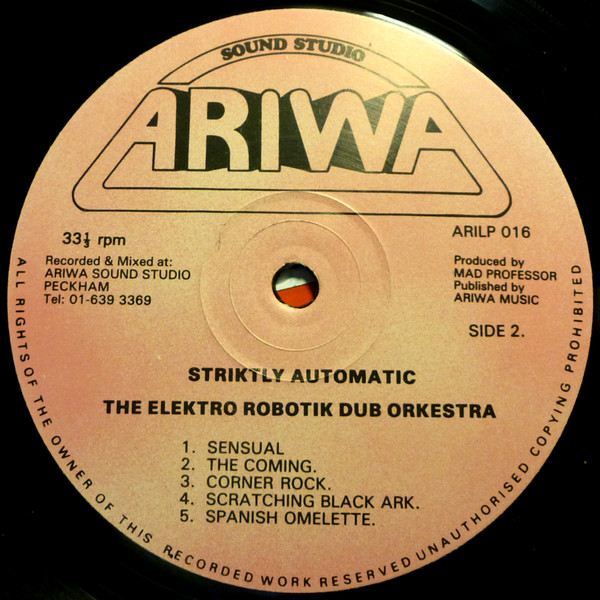 SOUND STUDIO
ARIWA
33⅓ rpm
ARILP 016
Recorded & Mixed at:
ARIWA SOUND STUDIO
PECKHAM
Tel: 01-639 3369
Produced by
MAD PROFESSOR
Published by
ARIWA MUSIC
SIDE 2.
STRIKTLY AUTOMATIC
THE ELEKTRO ROBOTIK DUB ORKESTRA
1. SENSUAL
2. THE COMING.
3. CORNER ROCK.
4. SCRATCHING BLACK ARK.
5. SPANISH OMELETTE.
ALL RIGHTS OF THE OWNER OF THIS RECORDED WORK RESERVED UNAUTHORISED COPYING PROHIBITED